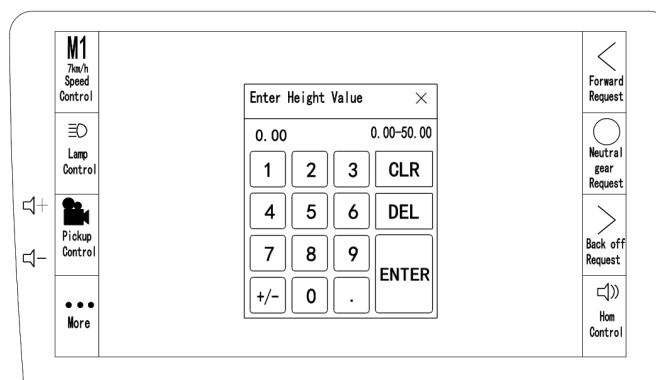 M1
7km/h
Speed
Control
Lamp
Control
Pickup
Control
More
Enter Height Value ×
0.00 0.00-50.00
1 2 3 CLR
4 5 6 DEL
7 8 9
ENTER
+/- 0 .
Forward
Request
Neutral
gear
Request
Back off
Request
Hom
Control